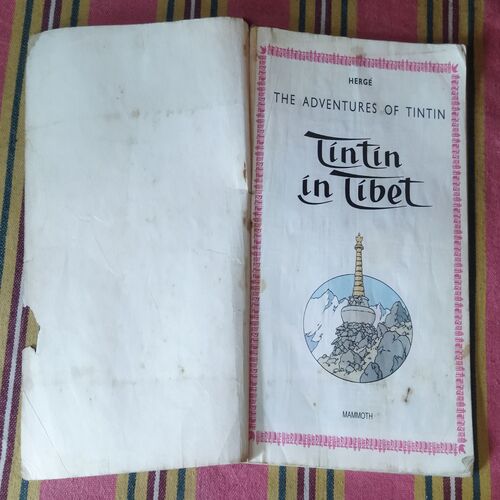 HERGÉ
THE ADVENTURES OF TINTIN
Tintin
in Tibet
MAMMOTH